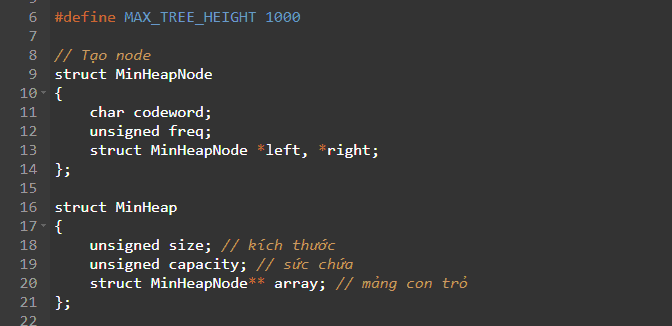 6 #define MAX_TREE_HEIGHT 1000
7
8 // Tạo node
9 struct MinHeapNode
10 {
11 char codeword;
12 unsigned freq;
13 struct MinHeapNode *left, *right;
14 };
15
16 struct MinHeap
17 {
18 unsigned size; // kích thước
19 unsigned capacity; // sức chứa
20 struct MinHeapNode** array; // mảng con trỏ
21 };
22